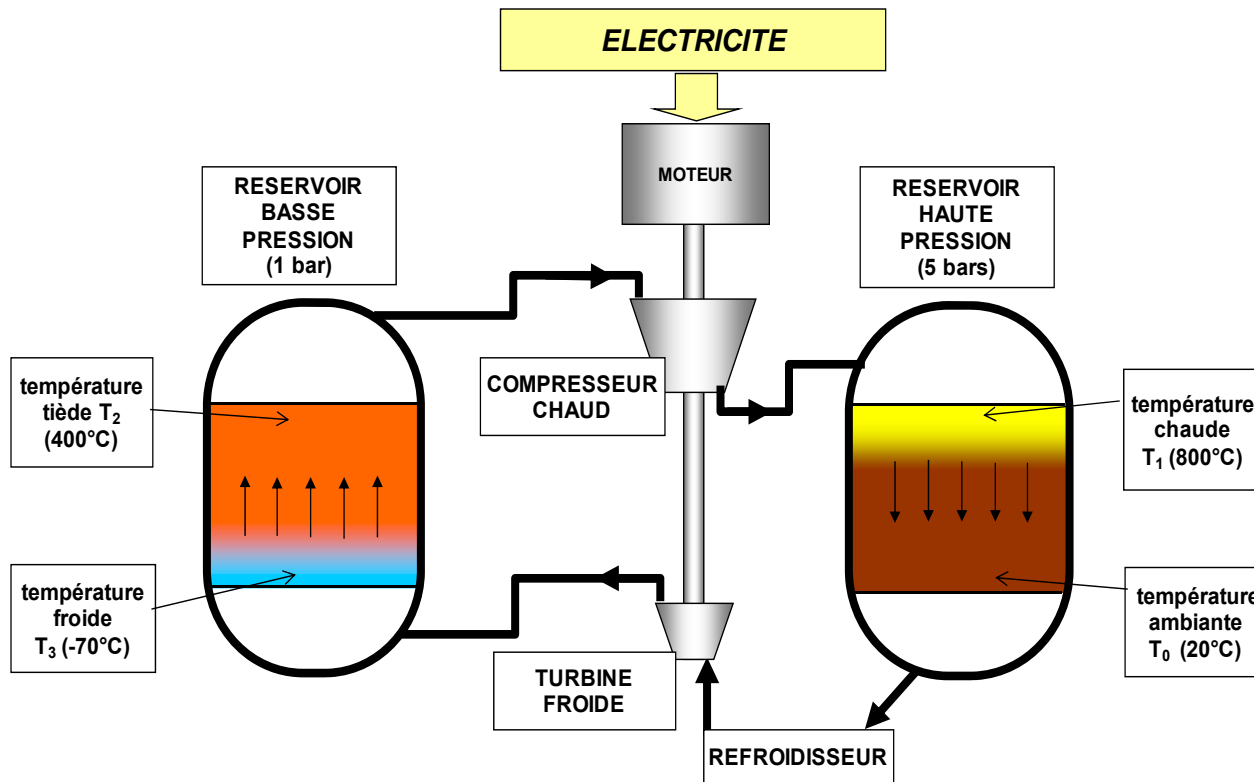 ELECTRICITE
MOTEUR
RESERVOIR
BASSE
PRESSION
(1 bar)
RESERVOIR
HAUTE
PRESSION
(5 bars)
température
tiède T₂
(400°C)
COMPRESSEUR
CHAUD
température
chaude
T₁ (800°C)
température
froide
T₃ (-70°C)
TURBINE
FROIDE
température
ambiante
T₀ (20°C)
REFROIDISSEUR